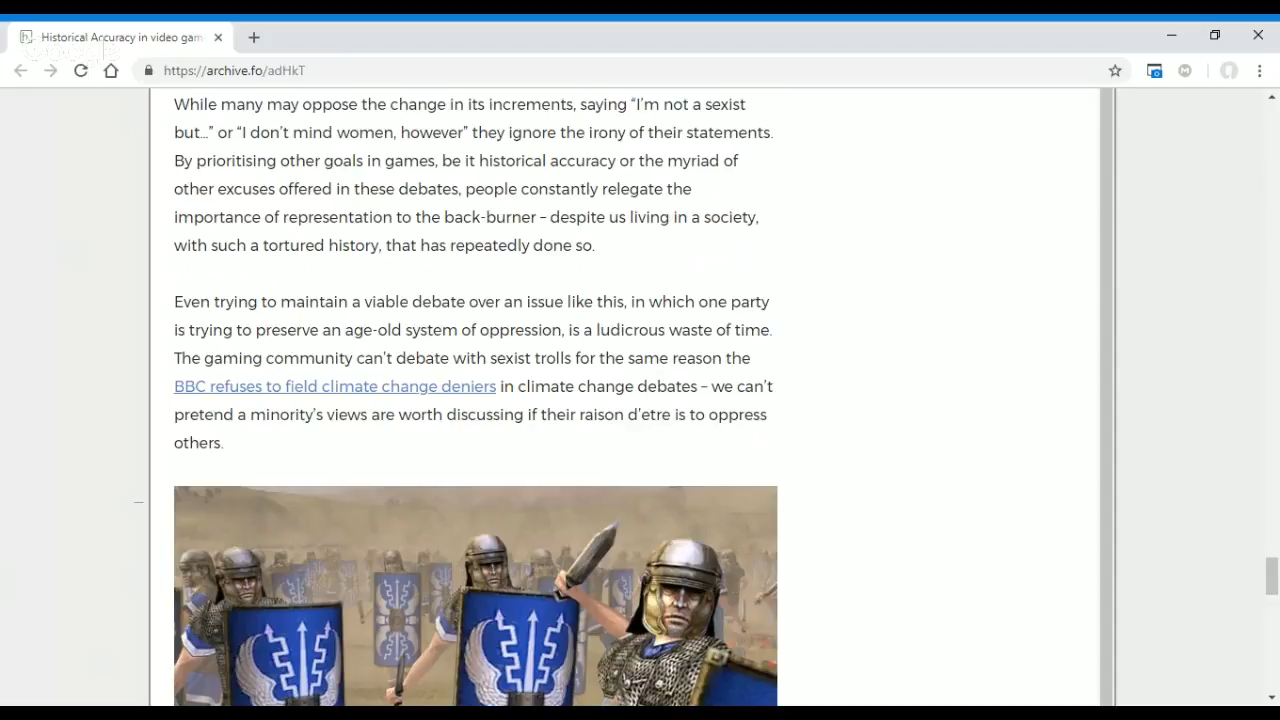 Historical Accuracy in video gam
https://archive.fo/adHkT
While many may oppose the change in its increments, saying “I’m not a sexist
but…” or “I don’t mind women, however” they ignore the irony of their statements.
By prioritising other goals in games, be it historical accuracy or the myriad of
other excuses offered in these debates, people constantly relegate the
importance of representation to the back-burner – despite us living in a society,
with such a tortured history, that has repeatedly done so.
Even trying to maintain a viable debate over an issue like this, in which one party
is trying to preserve an age-old system of oppression, is a ludicrous waste of time.
The gaming community can’t debate with sexist trolls for the same reason the
BBC refuses to field climate change deniers in climate change debates – we can’t
pretend a minority’s views are worth discussing if their raison d’etre is to oppress
others.